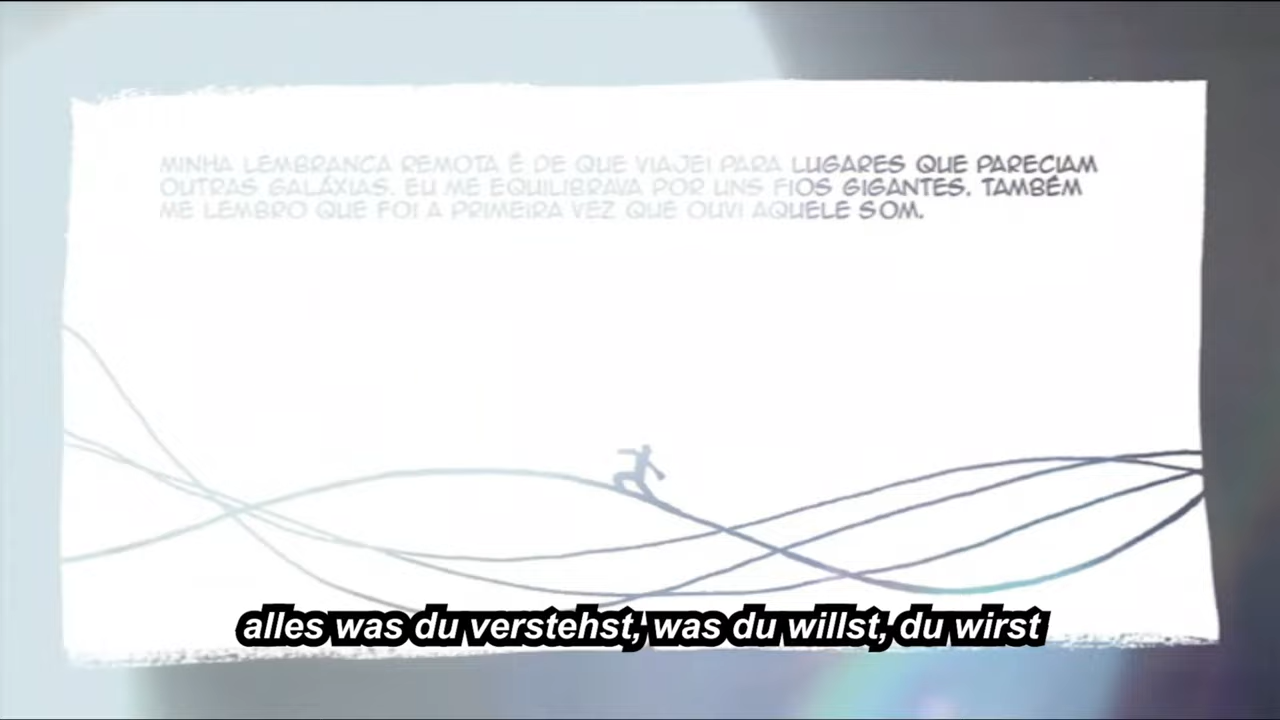 MINHA LEMBRANCA REMOTA É DE QUE VIAJEI PARA LUGARES QUE PARECIAM
OUTRAS GALÁXIAS. EU ME EQUILIBRAVA POR UNS FIOS GIGANTES. TAMBÉM
ME LEMBRO QUE FOI A PRIMEIRA VEZ QUE OUVI AQUELE SOM.
alles was du verstehst, was du willst, du wirst